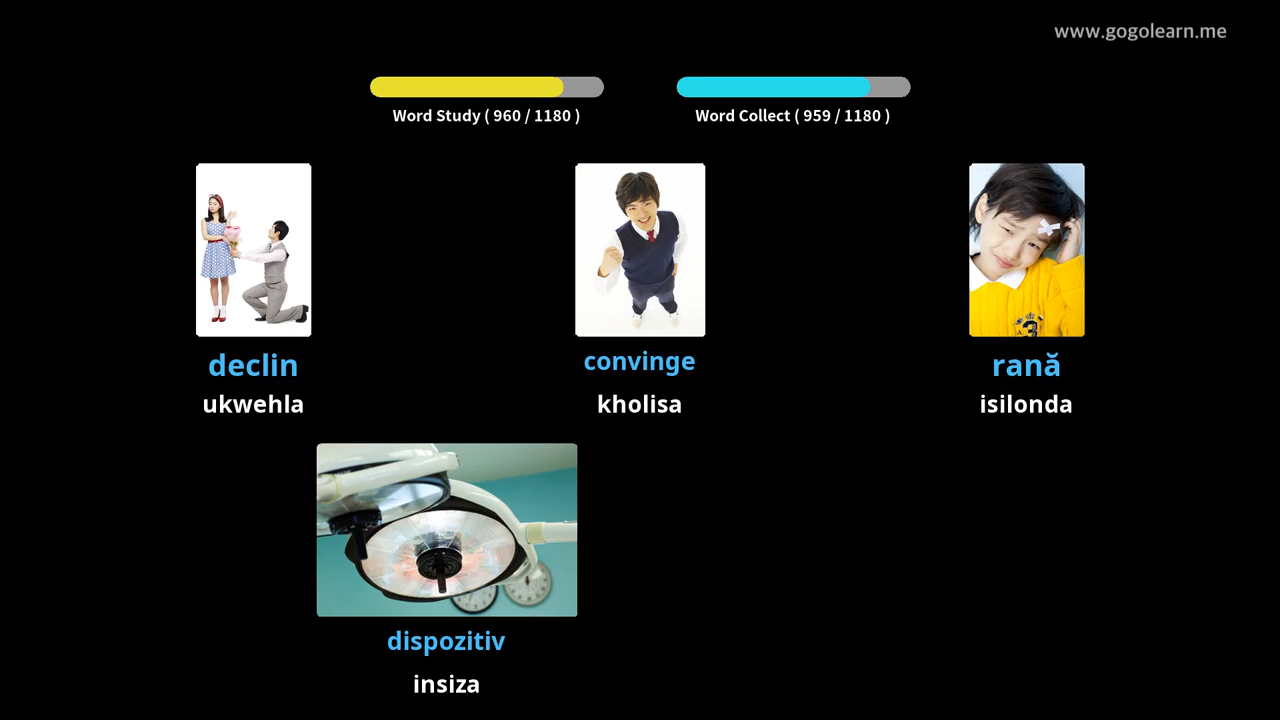 www.gogolearn.me
Word Study ( 960 / 1180 )
Word Collect ( 959 / 1180 )
declin
convinge
rană
ukwehla
kholisa
isilonda
3
dispozitiv
insiza